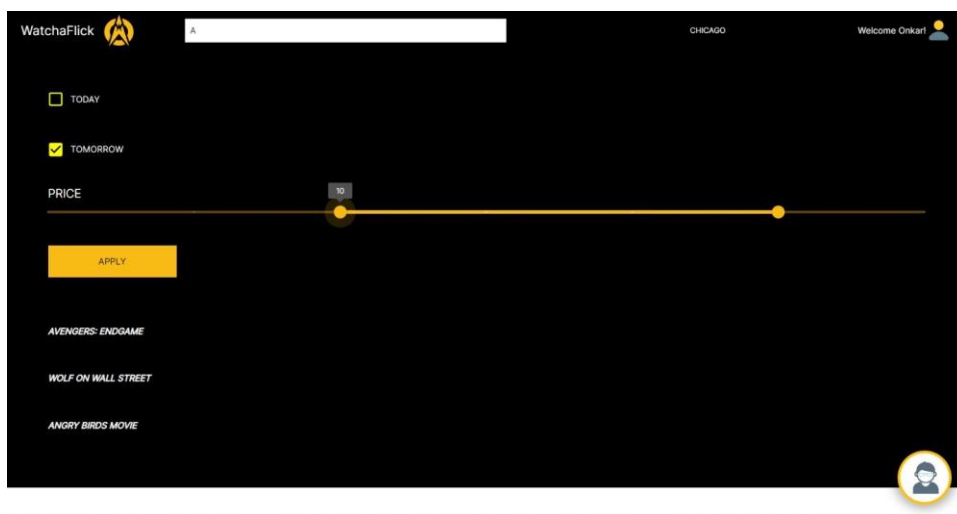 WatchaFlick
A
CHICAGO
Welcome Onkar!
TODAY
TOMORROW
PRICE
10
APPLY
AVENGERS: ENDGAME
WOLF ON WALL STREET
ANGRY BIRDS MOVIE